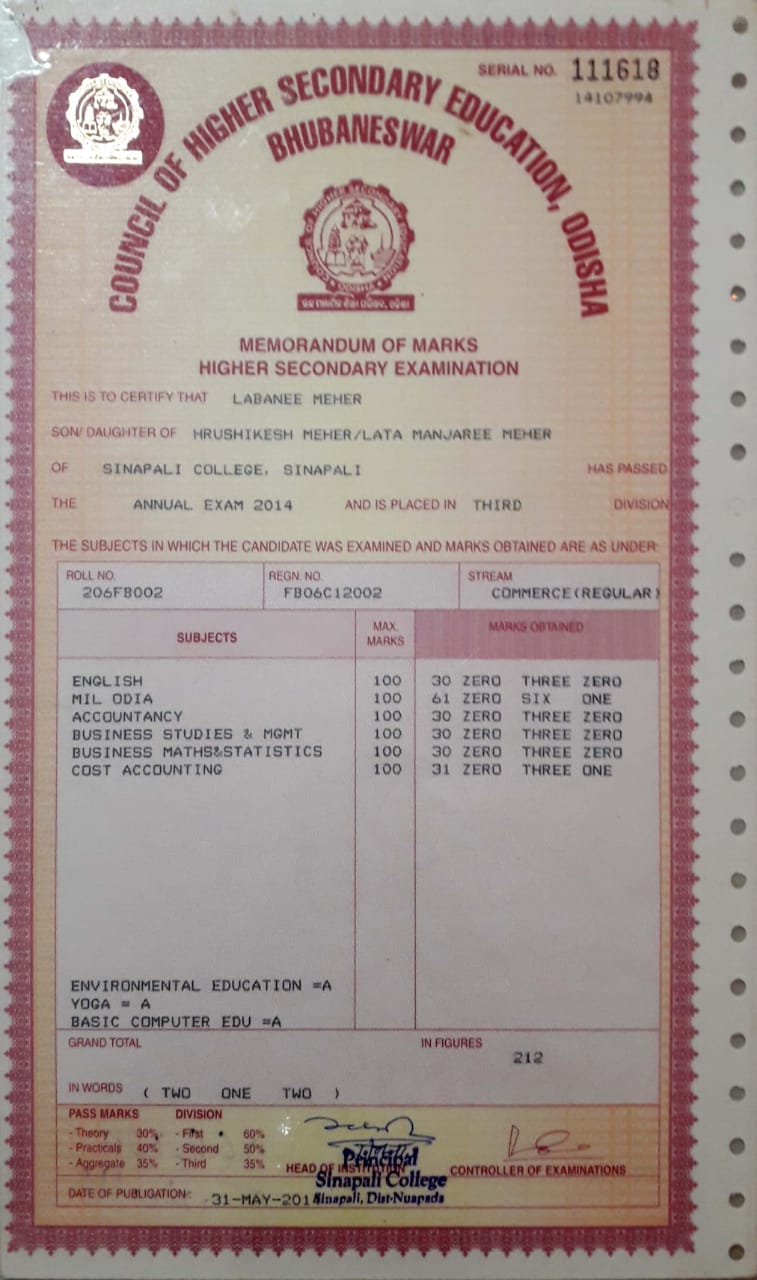 SERIAL NO. 111618
14107994
COUNCIL OF HIGHER SECONDARY EDUCATION, ODISHA
BHUBANESWAR
MEMORANDUM OF MARKS
HIGHER SECONDARY EXAMINATION
THIS IS TO CERTIFY THAT LABANEE MEHER
SON/ DAUGHTER OF HRUSHIKESH MEHER/LATA MANJAREE MEHER
OF SINAPALI COLLEGE, SINAPALI HAS PASSED
THE ANNUAL EXAM 2014 AND IS PLACED IN THIRD DIVISION
THE SUBJECTS IN WHICH THE CANDIDATE WAS EXAMINED AND MARKS OBTAINED ARE AS UNDER:
ROLL NO. REGN. NO. STREAM
206FB002 FB06C12002 COMMERCE(REGULAR)
SUBJECTS MAX. MARKS MARKS OBTAINED
ENGLISH 100 30 ZERO THREE ZERO
MIL ODIA 100 61 ZERO SIX ONE
ACCOUNTANCY 100 30 ZERO THREE ZERO
BUSINESS STUDIES & MGMT 100 30 ZERO THREE ZERO
BUSINESS MATHS&STATISTICS 100 30 ZERO THREE ZERO
COST ACCOUNTING 100 31 ZERO THREE ONE
ENVIRONMENTAL EDUCATION =A
YOGA = A
BASIC COMPUTER EDU =A
GRAND TOTAL IN FIGURES
212
IN WORDS ( TWO ONE TWO )
PASS MARKS DIVISION
- Theory 30% - First 60%
- Practicals 40% - Second 50%
- Aggregate 35% - Third 35%
HEAD OF INSTITUTION CONTROLLER OF EXAMINATIONS
Principal
Sinapali College
Sinapali, Dist-Nuapada
DATE OF PUBLIGATION: 31-MAY-2014